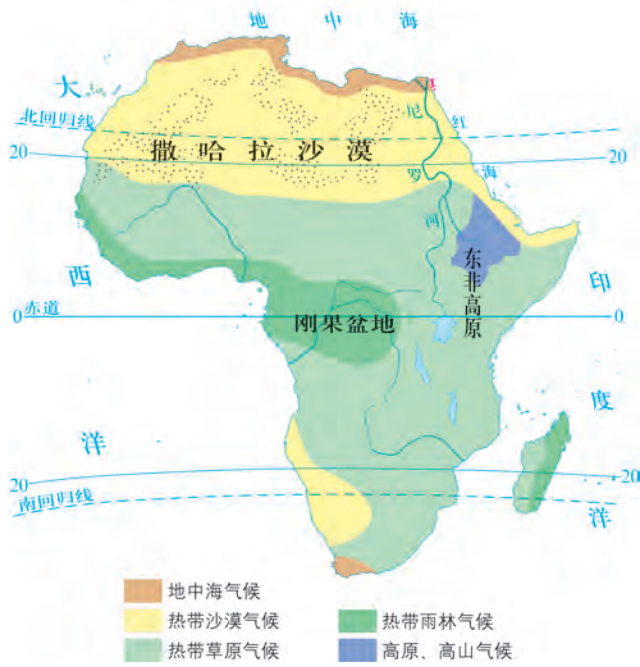 地中海
大
西
洋
北回归线
20
20
撒哈拉沙漠
尼
罗
河
红
海
东非高原
印
度
洋
0
赤道
0
刚果盆地
20
20
南回归线
地中海气候
热带沙漠气候
热带草原气候
热带雨林气候
高原、高山气候